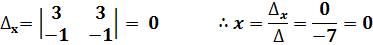 Δₓ= | 3 3 ; −1 −1 | = 0 ∴ x = Δₓ/Δ = 0/−7 = 0